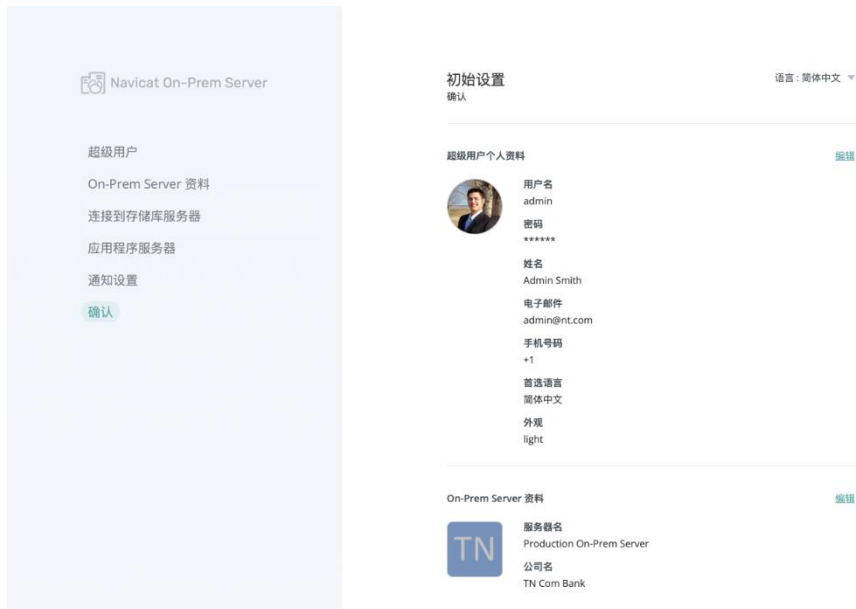 Navicat On-Prem Server
超级用户
On-Prem Server 资料
连接到存储库服务器
应用程序服务器
通知设置
确认
初始设置
语言 : 简体中文
确认
超级用户个人资料
编辑
用户名
admin
密码
******
姓名
Admin Smith
电子邮件
admin@nt.com
手机号码
+1
首选语言
简体中文
外观
light
On-Prem Server 资料
编辑
TN
服务器名
Production On-Prem Server
公司名
TN Com Bank